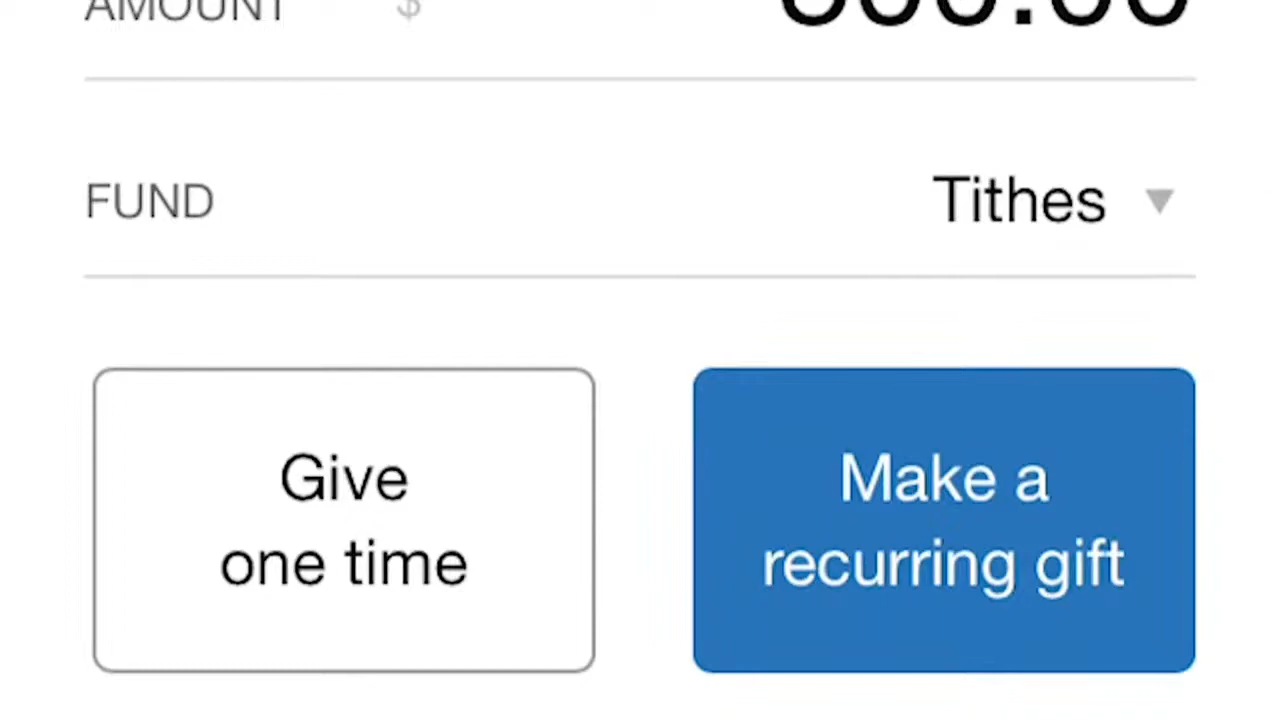 AMOUNT $
FUND Tithes
Give
one time
Make a
recurring gift